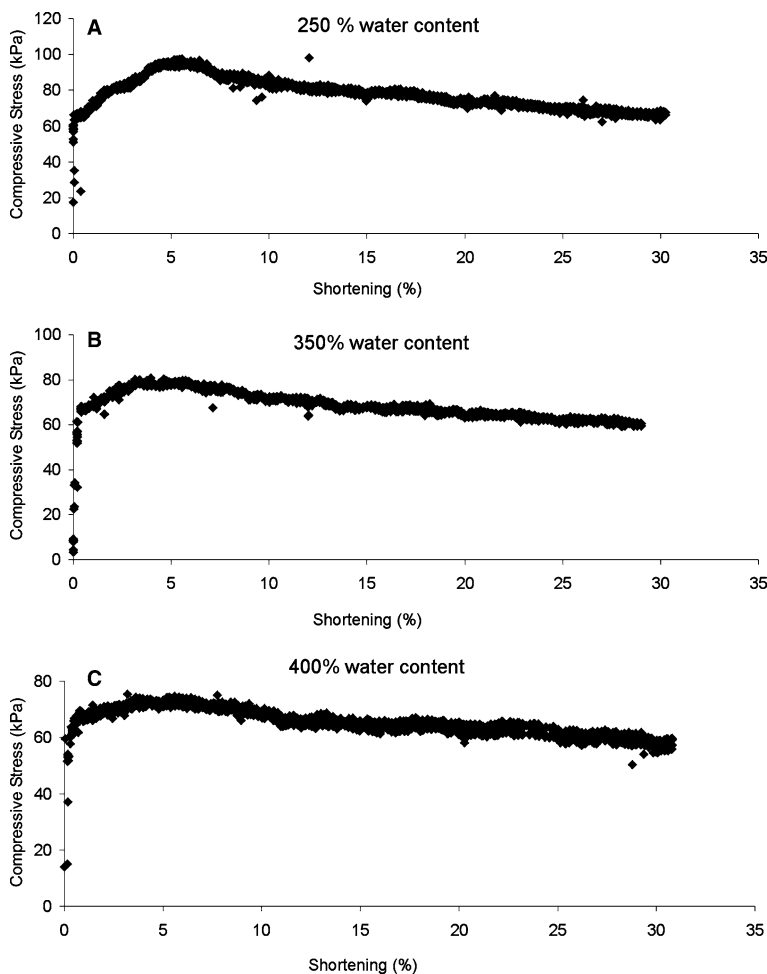 A
250 % water content
Compressive Stress (kPa)
120
100
80
60
40
20
0
0 5 10 15 20 25 30 35
Shortening (%)
B
350% water content
Compressive Stress (kPa)
100
80
60
40
20
0
0 5 10 15 20 25 30 35
Shortening (%)
C
400% water content
Compressive Stress (kPa)
80
60
40
20
0
0 5 10 15 20 25 30 35
Shortening (%)